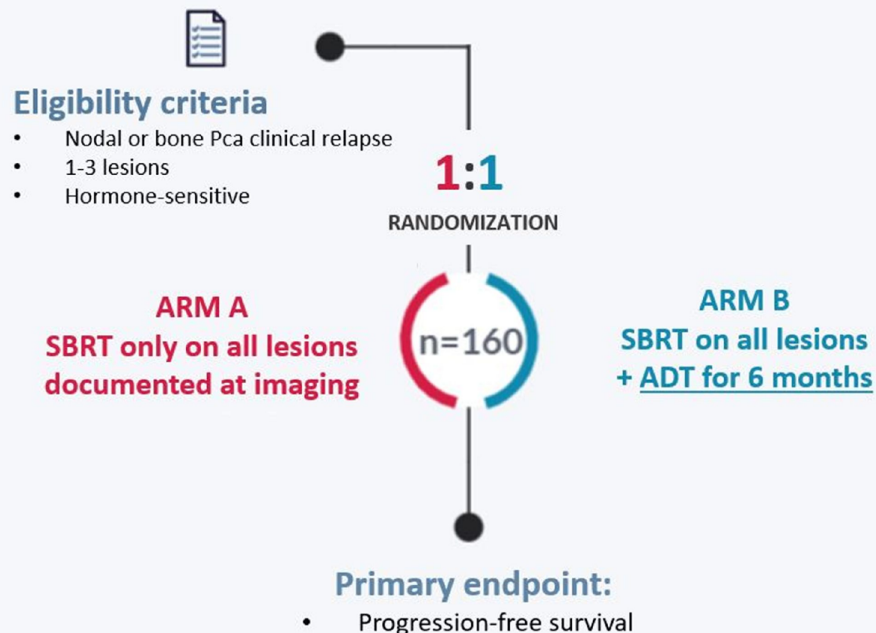 Eligibility criteria
• Nodal or bone Pca clinical relapse
• 1-3 lesions
• Hormone-sensitive
1:1
RANDOMIZATION
ARM A
SBRT only on all lesions
documented at imaging
n=160
ARM B
SBRT on all lesions
+ ADT for 6 months
Primary endpoint:
• Progression-free survival